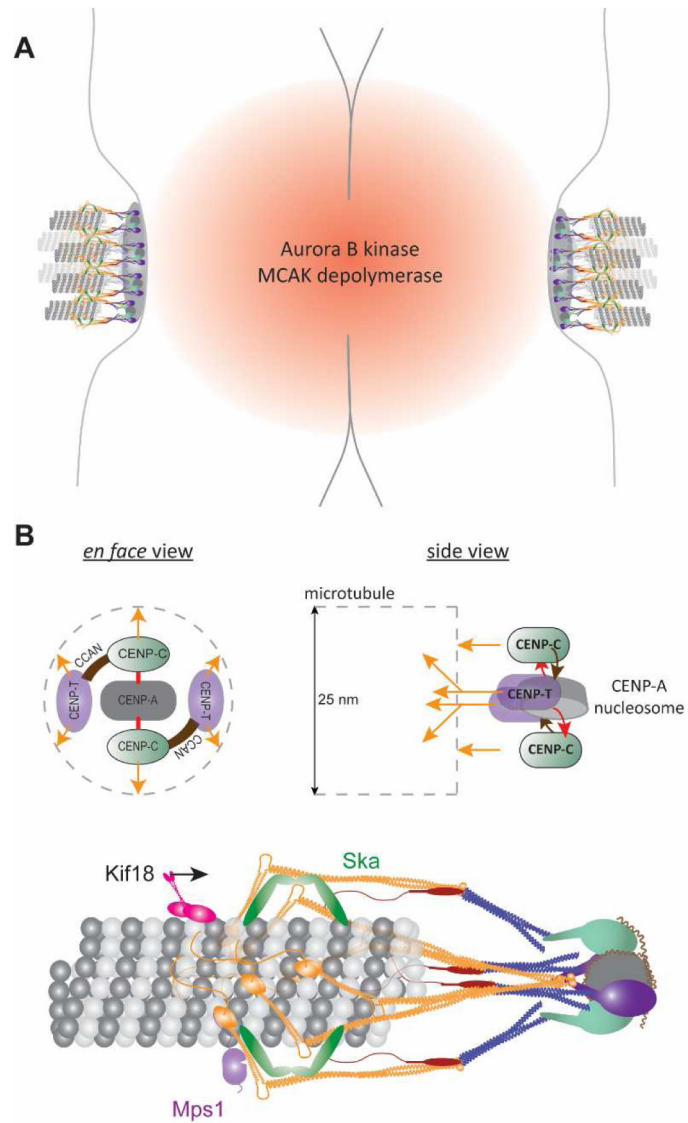 A
Aurora B kinase
MCAK depolymerase
B
en face view
side view
microtubule
CCAN
CENP-C
CENP-T
CENP-A
CENP-T
CENP-C
CCAN
25 nm
CENP-C
CENP-T
CENP-A
nucleosome
CENP-C
Kif18
Ska
Mps1